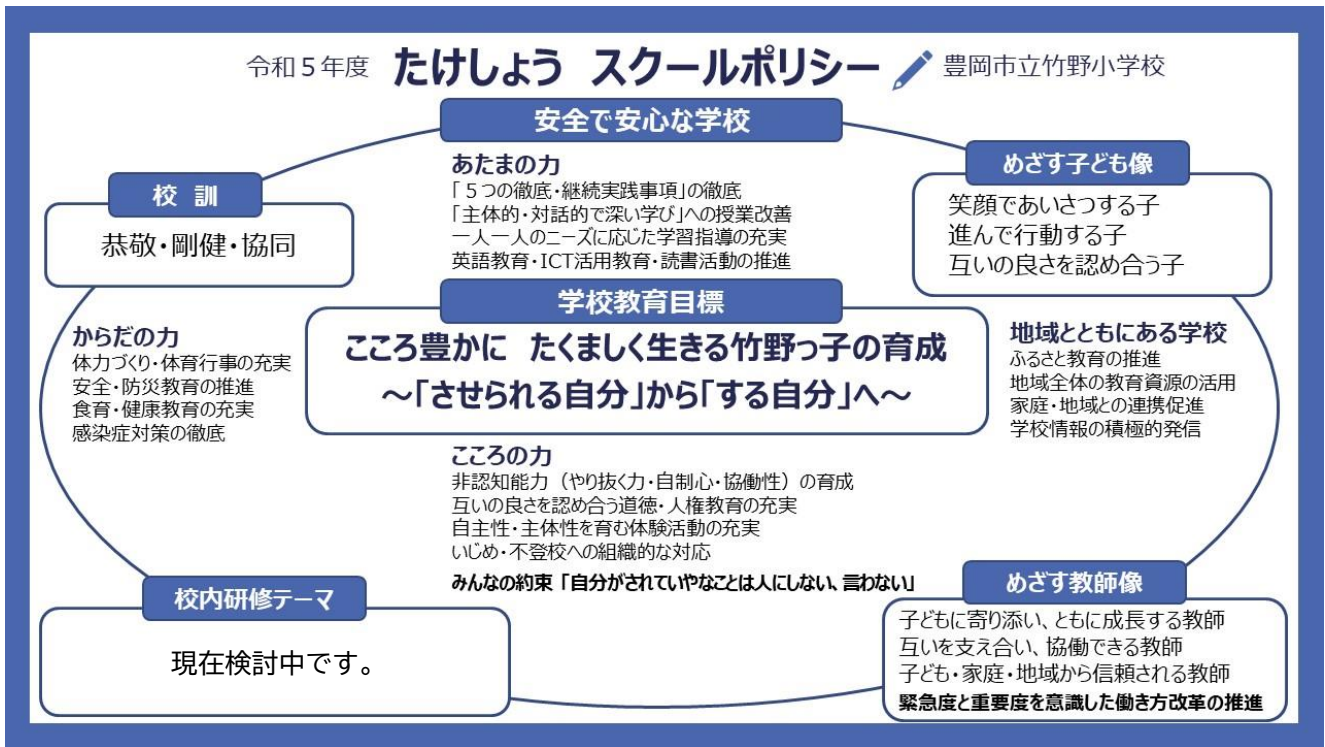 令和５年度 たけしょう スクールポリシー 豊岡市立竹野小学校
安全で安心な学校
あたまの力
「５つの徹底・継続実践事項」の徹底
「主体的・対話的で深い学び」への授業改善
一人一人のニーズに応じた学習指導の充実
英語教育・ICT活用教育・読書活動の推進
校 訓
恭敬・剛健・協同
めざす子ども像
笑顔であいさつする子
進んで行動する子
互いの良さを認め合う子
学校教育目標
こころ豊かに たくましく生きる竹野っ子の育成
～「させられる自分」から「する自分」へ～
からだの力
体力づくり・体育行事の充実
安全・防災教育の推進
食育・健康教育の充実
感染症対策の徹底
地域とともにある学校
ふるさと教育の推進
地域全体の教育資源の活用
家庭・地域との連携促進
学校情報の積極的発信
こころの力
非認知能力（やり抜く力・自制心・協働性）の育成
互いの良さを認め合う道徳・人権教育の充実
自主性・主体性を育む体験活動の充実
いじめ・不登校への組織的な対応
みんなの約束「自分がされていやなことは人にしない、言わない」
校内研修テーマ
現在検討中です。
めざす教師像
子どもに寄り添い、ともに成長する教師
互いを支え合い、協働できる教師
子ども・家庭・地域から信頼される教師
緊急度と重要度を意識した働き方改革の推進